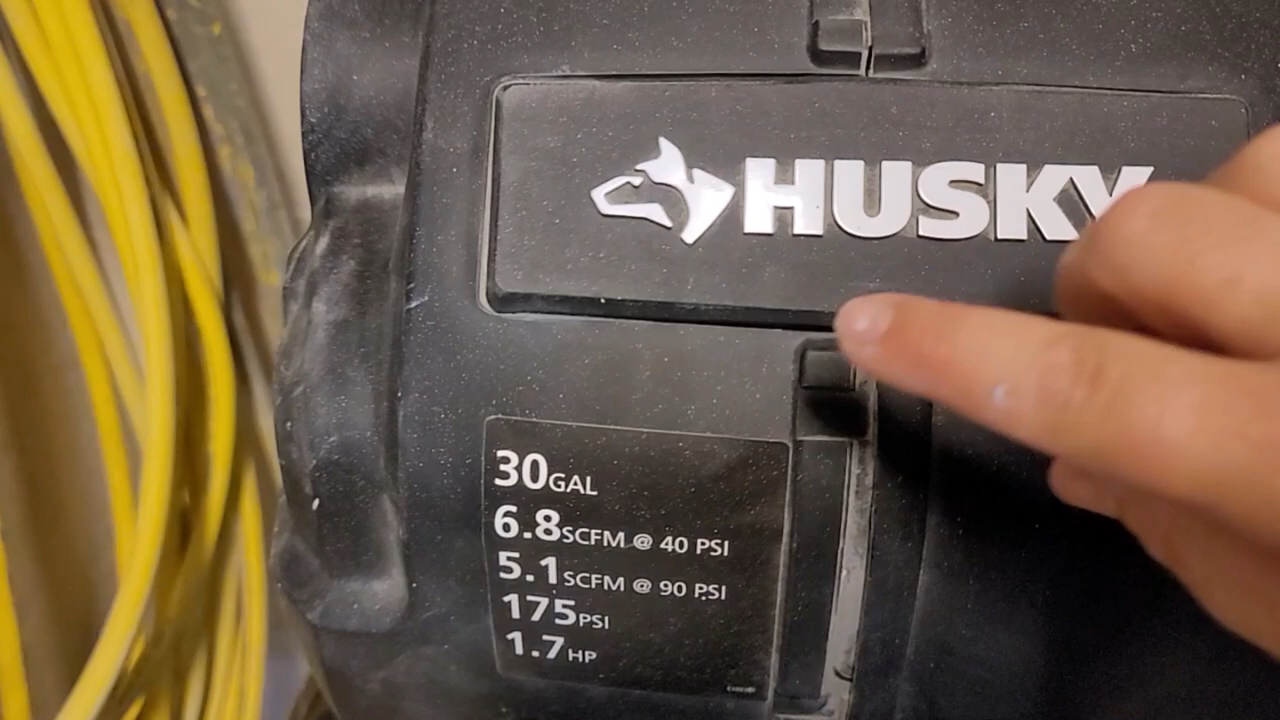 HUSKY
30GAL
6.8SCFM @ 40 PSI
5.1SCFM @ 90 PSI
175PSI
1.7HP